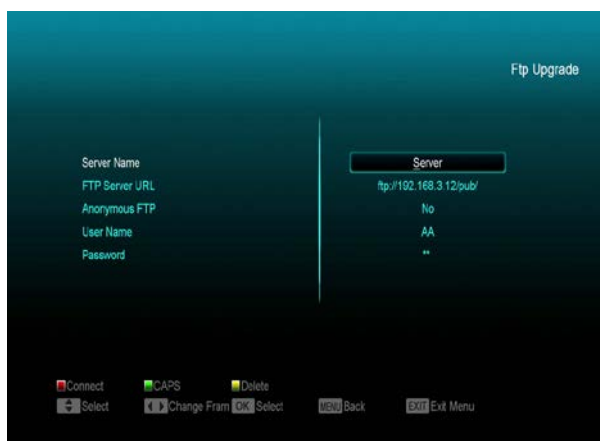 Ftp Upgrade
Server Name Server
FTP Server URL ftp://192.168.3.12/pub/
Anonymous FTP No
User Name AA
Password **
Connect CAPS Delete
Select Change Fram OK Select MENU Back EXIT Exit Menu